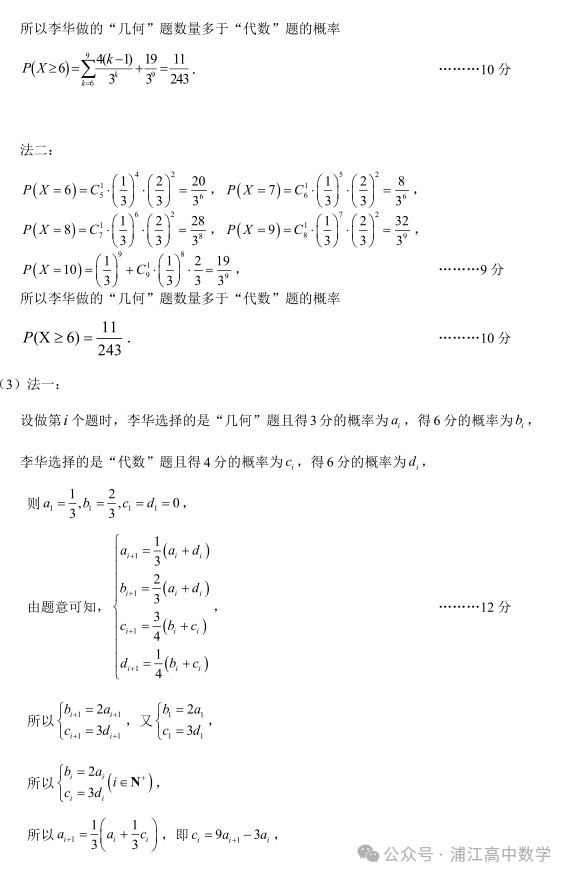 所以李华做的“几何”题数量多于“代数”题的概率
P(X≥6)=∑_{k=6}^{9} 4(k−1)/3^k + 19/3^9 = 11/243. ………10 分
法二：
P(X=6)=C_5^1·(1/3)^4·(2/3)^2=20/3^6，P(X=7)=C_6^1·(1/3)^5·(2/3)^2=8/3^6，
P(X=8)=C_7^1·(1/3)^6·(2/3)^2=28/3^8，P(X=9)=C_8^1·(1/3)^7·(2/3)^2=32/3^9，
P(X=10)=(1/3)^9+C_9^1·(1/3)^8·2/3=19/3^9， ………9 分
所以李华做的“几何”题数量多于“代数”题的概率
P(X≥6)=11/243. ………10 分
（3）法一：
设做第 i 个题时，李华选择的是“几何”题且得 3 分的概率为 a_i，得 6 分的概率为 b_i，
李华选择的是“代数”题且得 4 分的概率为 c_i，得 6 分的概率为 d_i，
则 a_1=1/3,b_1=2/3,c_1=d_1=0，
由题意可知，{a_{i+1}=1/3(a_i+d_i)
b_{i+1}=2/3(a_i+d_i)
c_{i+1}=3/4(b_i+c_i)
d_{i+1}=1/4(b_i+c_i)， ………12 分
所以{b_{i+1}=2a_{i+1} c_{i+1}=3d_{i+1}，又{b_1=2a_1 c_1=3d_1，
所以{b_i=2a_i c_i=3d_i (i∈N^+)，
所以 a_{i+1}=1/3(a_i+1/3c_i)，即 c_i=9a_{i+1}−3a_i，
公众号 · 浦江高中数学